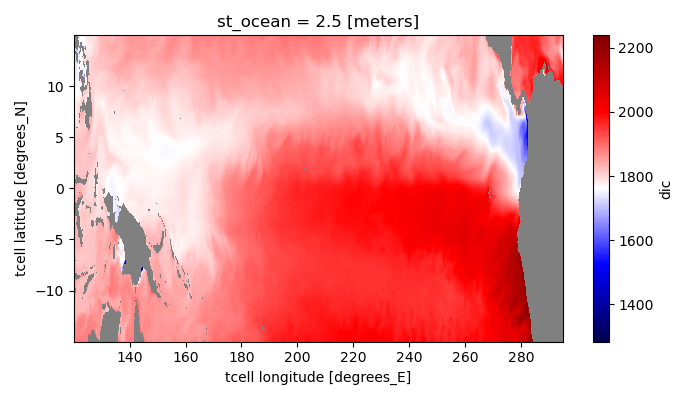 st_ocean = 2.5 [meters]
10
5
0
−5
−10
tcell latitude [degrees_N]
140 160 180 200 220 240 260 280
tcell longitude [degrees_E]
2200
2000
1800
1600
1400
dic